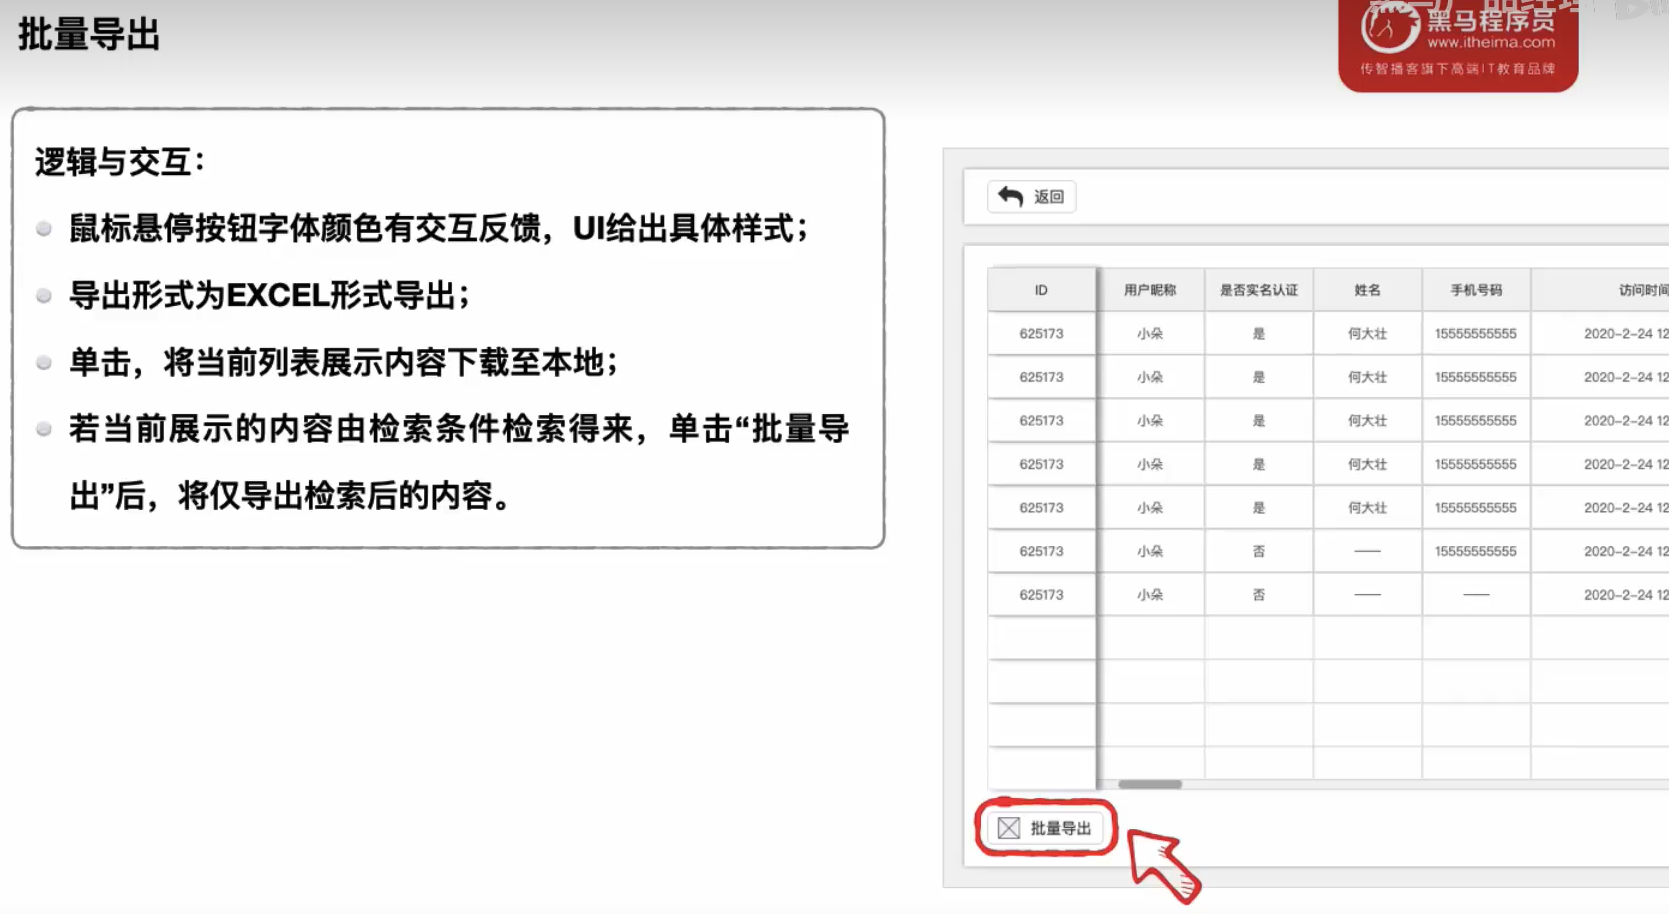 批量导出
黑马程序员
www.itheima.com
传智播客旗下高端IT教育品牌
逻辑与交互：
鼠标悬停按钮字体颜色有交互反馈，UI给出具体样式；
导出形式为EXCEL形式导出；
单击，将当前列表展示内容下载至本地；
若当前展示的内容由检索条件检索得来，单击“批量导
出”后，将仅导出检索后的内容。
返回
ID 用户昵称 是否实名认证 姓名 手机号码 访问时间
625173 小朵 是 何大壮 15555555555 2020-2-24 12
625173 小朵 是 何大壮 15555555555 2020-2-24 12
625173 小朵 是 何大壮 15555555555 2020-2-24 12
625173 小朵 是 何大壮 15555555555 2020-2-24 12
625173 小朵 是 何大壮 15555555555 2020-2-24 12
625173 小朵 否 —— 15555555555 2020-2-24 12
625173 小朵 否 —— —— 2020-2-24 12
批量导出